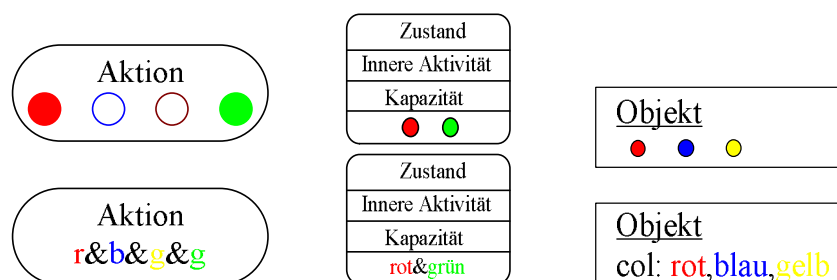 Aktion
Zustand
Innere Aktivität
Kapazität
Objekt
Aktion
r&b&g&g
Zustand
Innere Aktivität
Kapazität
rot&grün
Objekt
col: rot,blau,gelb